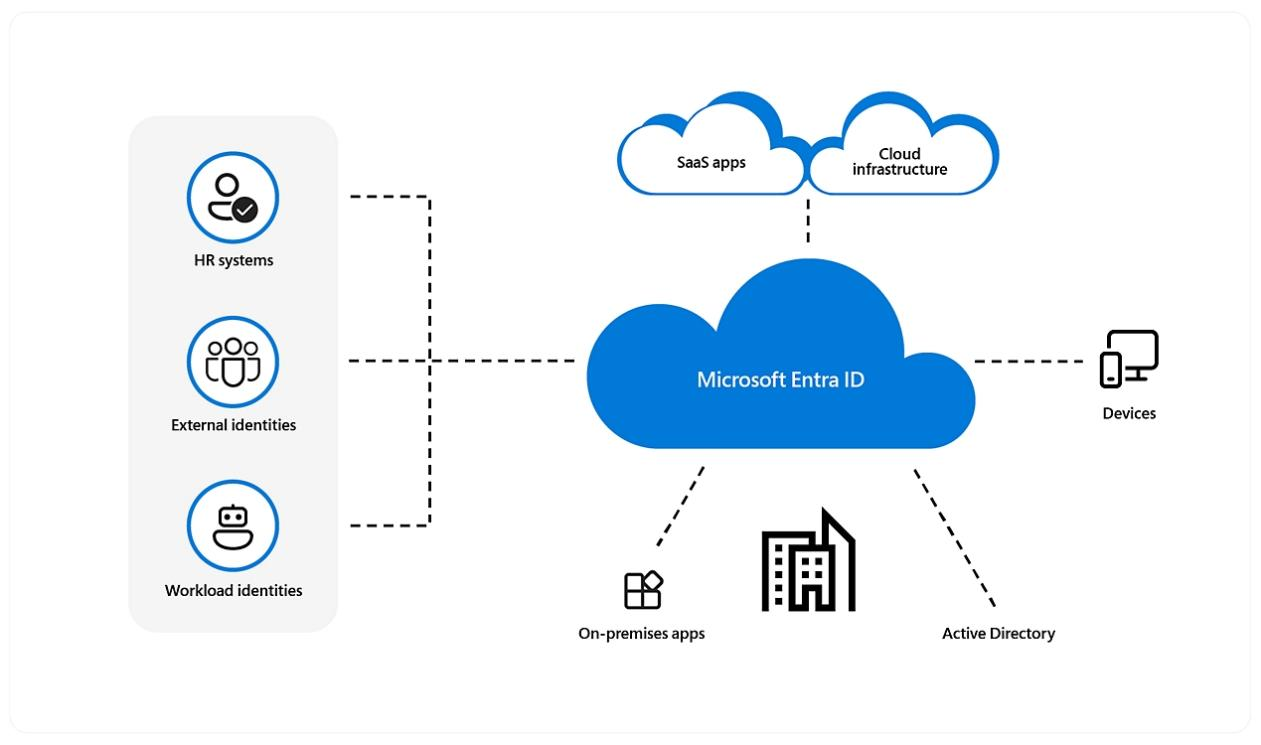 SaaS apps
Cloud
infrastructure
HR systems
External identities
Workload identities
Microsoft Entra ID
Devices
On-premises apps
Active Directory